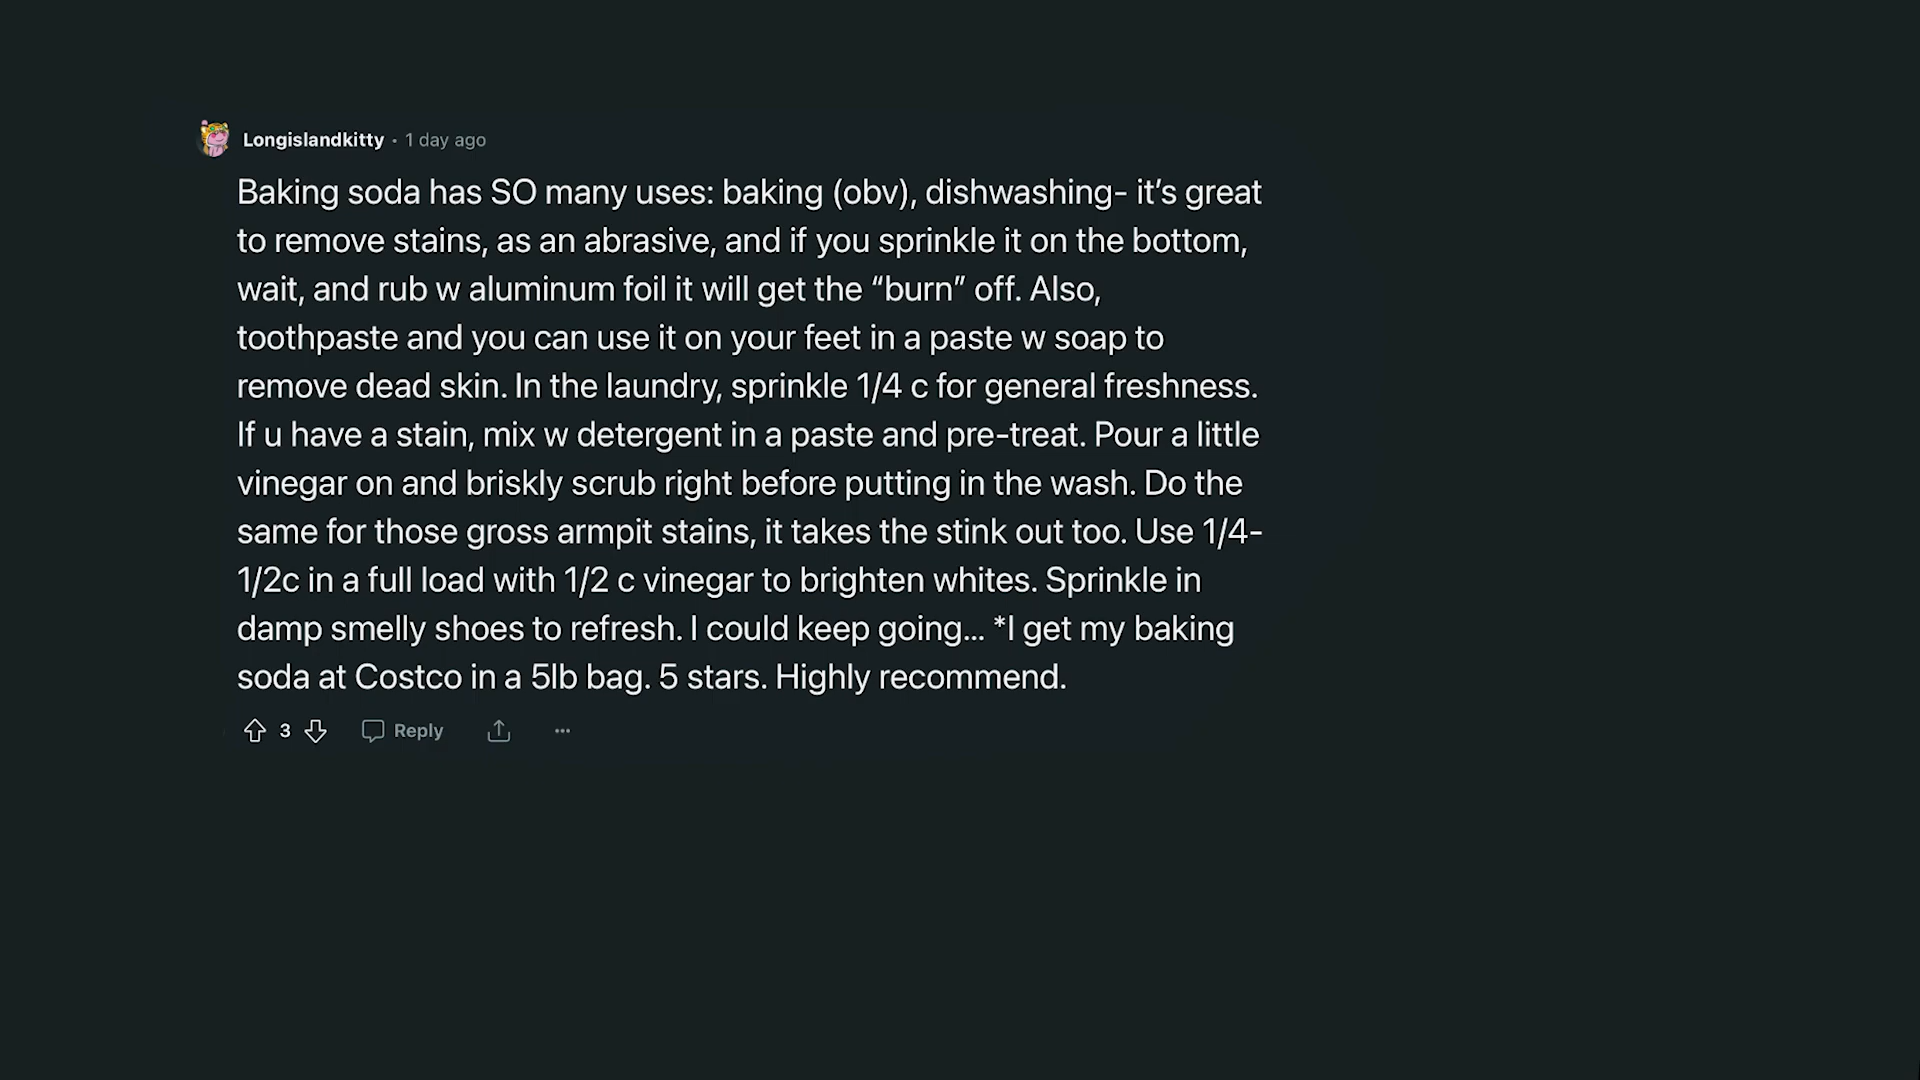 Longislandkitty · 1 day ago
Baking soda has SO many uses: baking (obv), dishwashing- it’s great
to remove stains, as an abrasive, and if you sprinkle it on the bottom,
wait, and rub w aluminum foil it will get the “burn” off. Also,
toothpaste and you can use it on your feet in a paste w soap to
remove dead skin. In the laundry, sprinkle 1/4 c for general freshness.
If u have a stain, mix w detergent in a paste and pre-treat. Pour a little
vinegar on and briskly scrub right before putting in the wash. Do the
same for those gross armpit stains, it takes the stink out too. Use 1/4-
1/2c in a full load with 1/2 c vinegar to brighten whites. Sprinkle in
damp smelly shoes to refresh. I could keep going... *I get my baking
soda at Costco in a 5lb bag. 5 stars. Highly recommend.
3 Reply